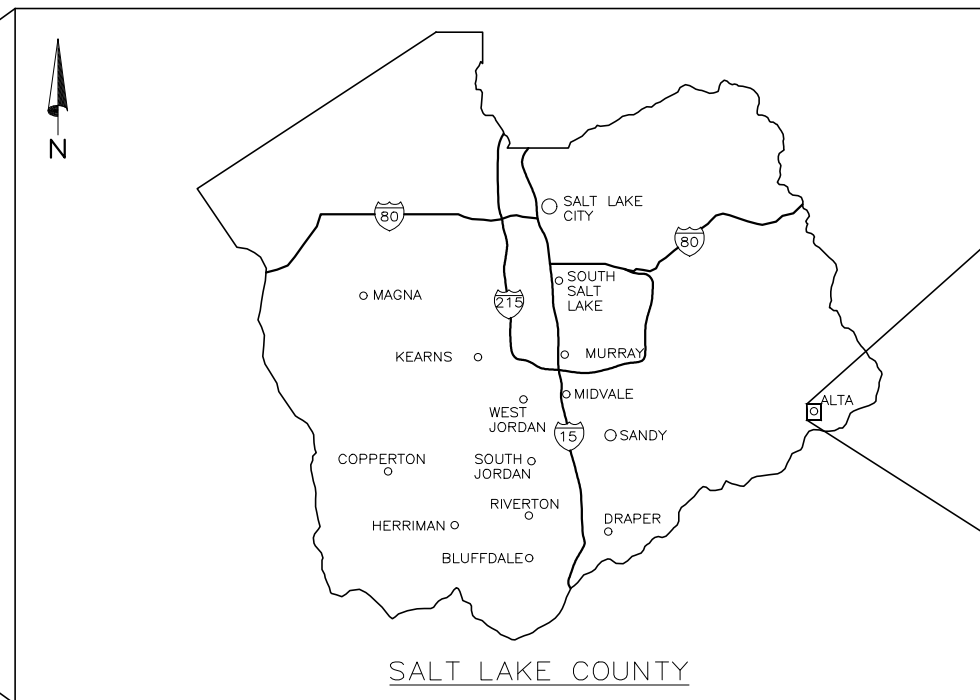 N
SALT LAKE
CITY
80
80
SOUTH
SALT
LAKE
MAGNA
215
KEARNS
MURRAY
MIDVALE
ALTA
WEST
JORDAN
15
SANDY
COPPERTON
SOUTH
JORDAN
RIVERTON
HERRIMAN
DRAPER
BLUFFDALE
SALT LAKE COUNTY